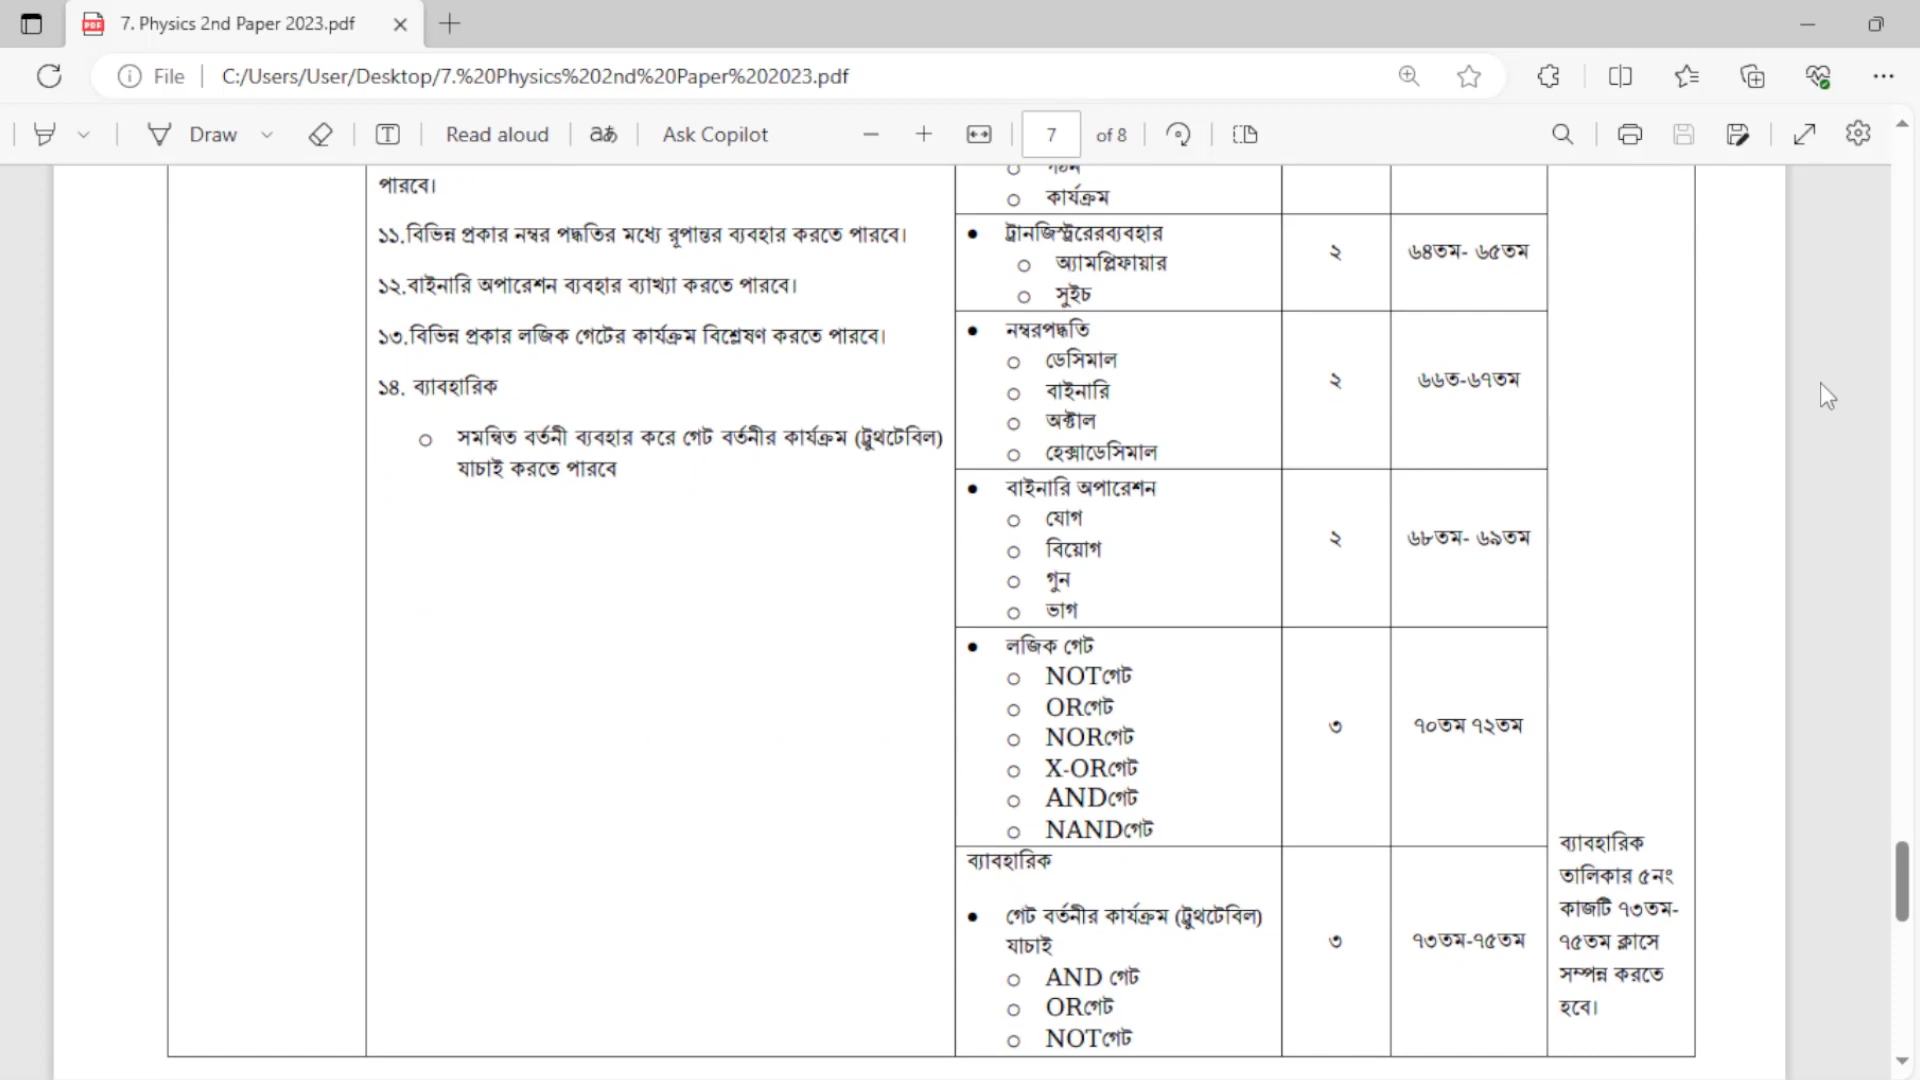 7. Physics 2nd Paper 2023.pdf
File
C:/Users/User/Desktop/7.%20Physics%202nd%20Paper%202023.pdf
Draw
Read aloud
Ask Copilot
7 of 8
পারবে।
১১.বিভিন্ন প্রকার নম্বর পদ্ধতির মধ্যে রূপান্তর ব্যবহার করতে পারবে।
১২.বাইনারি অপারেশন ব্যবহার ব্যাখ্যা করতে পারবে।
১৩.বিভিন্ন প্রকার লজিক গেটের কার্যক্রম বিশ্লেষণ করতে পারবে।
১৪. ব্যাবহারিক
সমন্বিত বর্তনী ব্যবহার করে গেট বর্তনীর কার্যক্রম (ট্রুথটেবিল)
যাচাই করতে পারবে
গঠন
কার্যক্রম
ট্রানজিস্ট্ররেরব্যবহার
অ্যামপ্লিফায়ার
সুইচ
২
৬৪তম- ৬৫তম
নম্বরপদ্ধতি
ডেসিমাল
বাইনারি
অক্টাল
হেক্সাডেসিমাল
২
৬৬ত-৬৭তম
বাইনারি অপারেশন
যোগ
বিয়োগ
গুন
ভাগ
২
৬৮তম- ৬৯তম
লজিক গেট
NOTগেট
ORগেট
NORগেট
X-ORগেট
ANDগেট
NANDগেট
৩
৭০তম ৭২তম
ব্যাবহারিক
গেট বর্তনীর কার্যক্রম (ট্রুথটেবিল)
যাচাই
AND গেট
ORগেট
NOTগেট
৩
৭৩তম-৭৫তম
ব্যাবহারিক
তালিকার ৫নং
কাজটি ৭৩তম-
৭৫তম ক্লাসে
সম্পন্ন করতে
হবে।